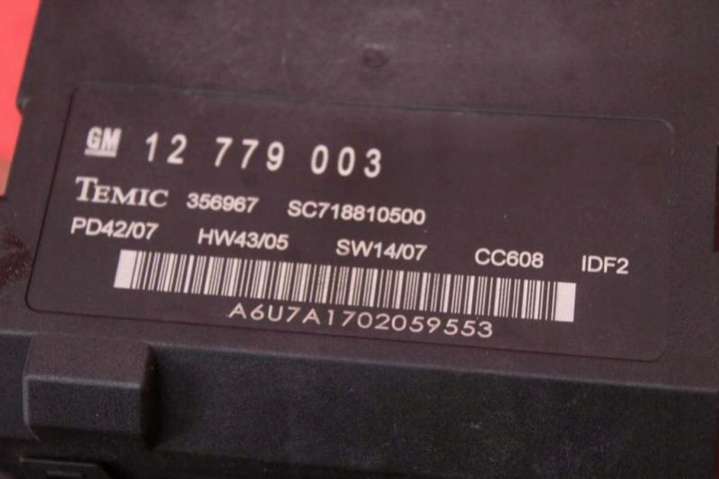 GM 12 779 003
TEMIC 356967 SC718810500
PD42/07 HW43/05 SW14/07 CC608 IDF2
A6U7A1702059553